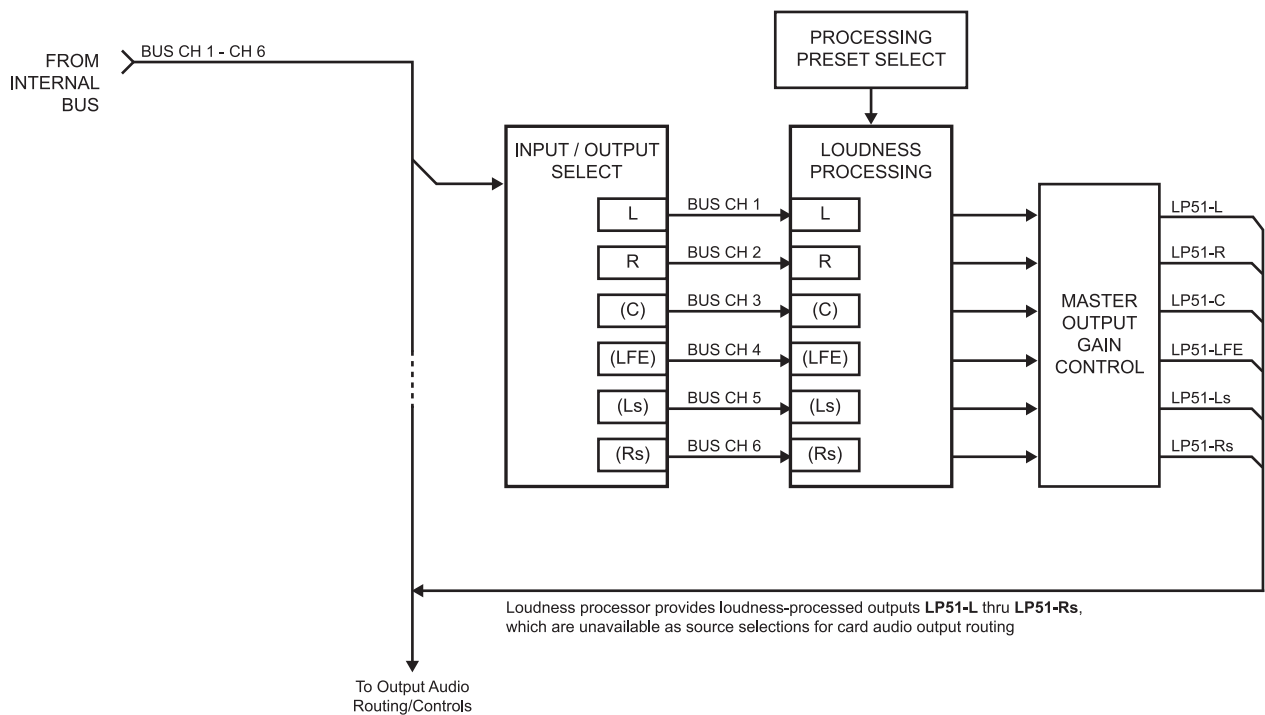 FROM
INTERNAL
BUS
BUS CH 1 - CH 6
PROCESSING
PRESET SELECT
INPUT / OUTPUT
SELECT
LOUDNESS
PROCESSING
L
BUS CH 1
L
LP51-L
R
BUS CH 2
R
LP51-R
(C)
BUS CH 3
(C)
LP51-C
(LFE)
BUS CH 4
(LFE)
LP51-LFE
(Ls)
BUS CH 5
(Ls)
LP51-Ls
(Rs)
BUS CH 6
(Rs)
LP51-Rs
MASTER
OUTPUT
GAIN
CONTROL
Loudness processor provides loudness-processed outputs LP51-L thru LP51-Rs,
which are unavailable as source selections for card audio output routing
To Output Audio
Routing/Controls